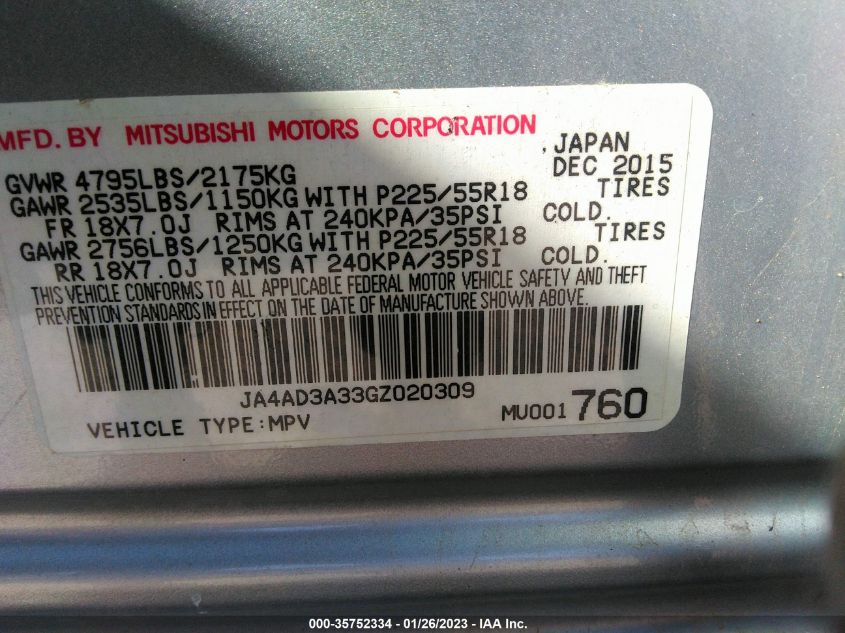 MFD. BY MITSUBISHI MOTORS CORPORATION
, JAPAN
GVWR 4795LBS/2175KG DEC 2015
GAWR 2535LBS/1150KG WITH P225/55R18 TIRES
FR 18X7.0J RIMS AT 240KPA/35PSI COLD.
GAWR 2756LBS/1250KG WITH P225/55R18 TIRES
RR 18X7.0J RIMS AT 240KPA/35PSI COLD.
THIS VEHICLE CONFORMS TO ALL APPLICABLE FEDERAL MOTOR VEHICLE SAFETY AND THEFT
PREVENTION STANDARDS IN EFFECT ON THE DATE OF MANUFACTURE SHOWN ABOVE.
JA4AD3A33GZ020309
VEHICLE TYPE:MPV MU001760
000-35752334 - 01/26/2023 - IAA Inc.